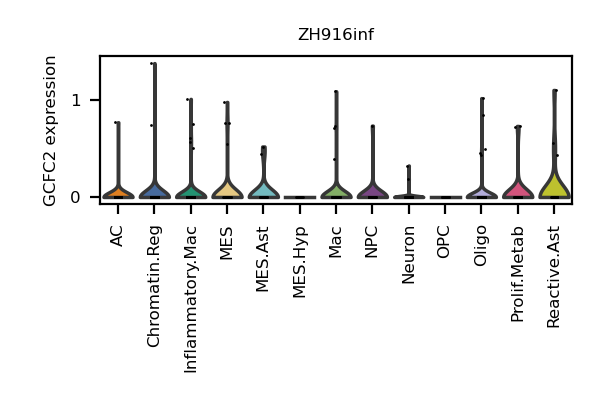 ZH916inf
GCFC2 expression
1
0
AC
Chromatin.Reg
Inflammatory.Mac
MES
MES.Ast
MES.Hyp
Mac
NPC
Neuron
OPC
Oligo
Prolif.Metab
Reactive.Ast